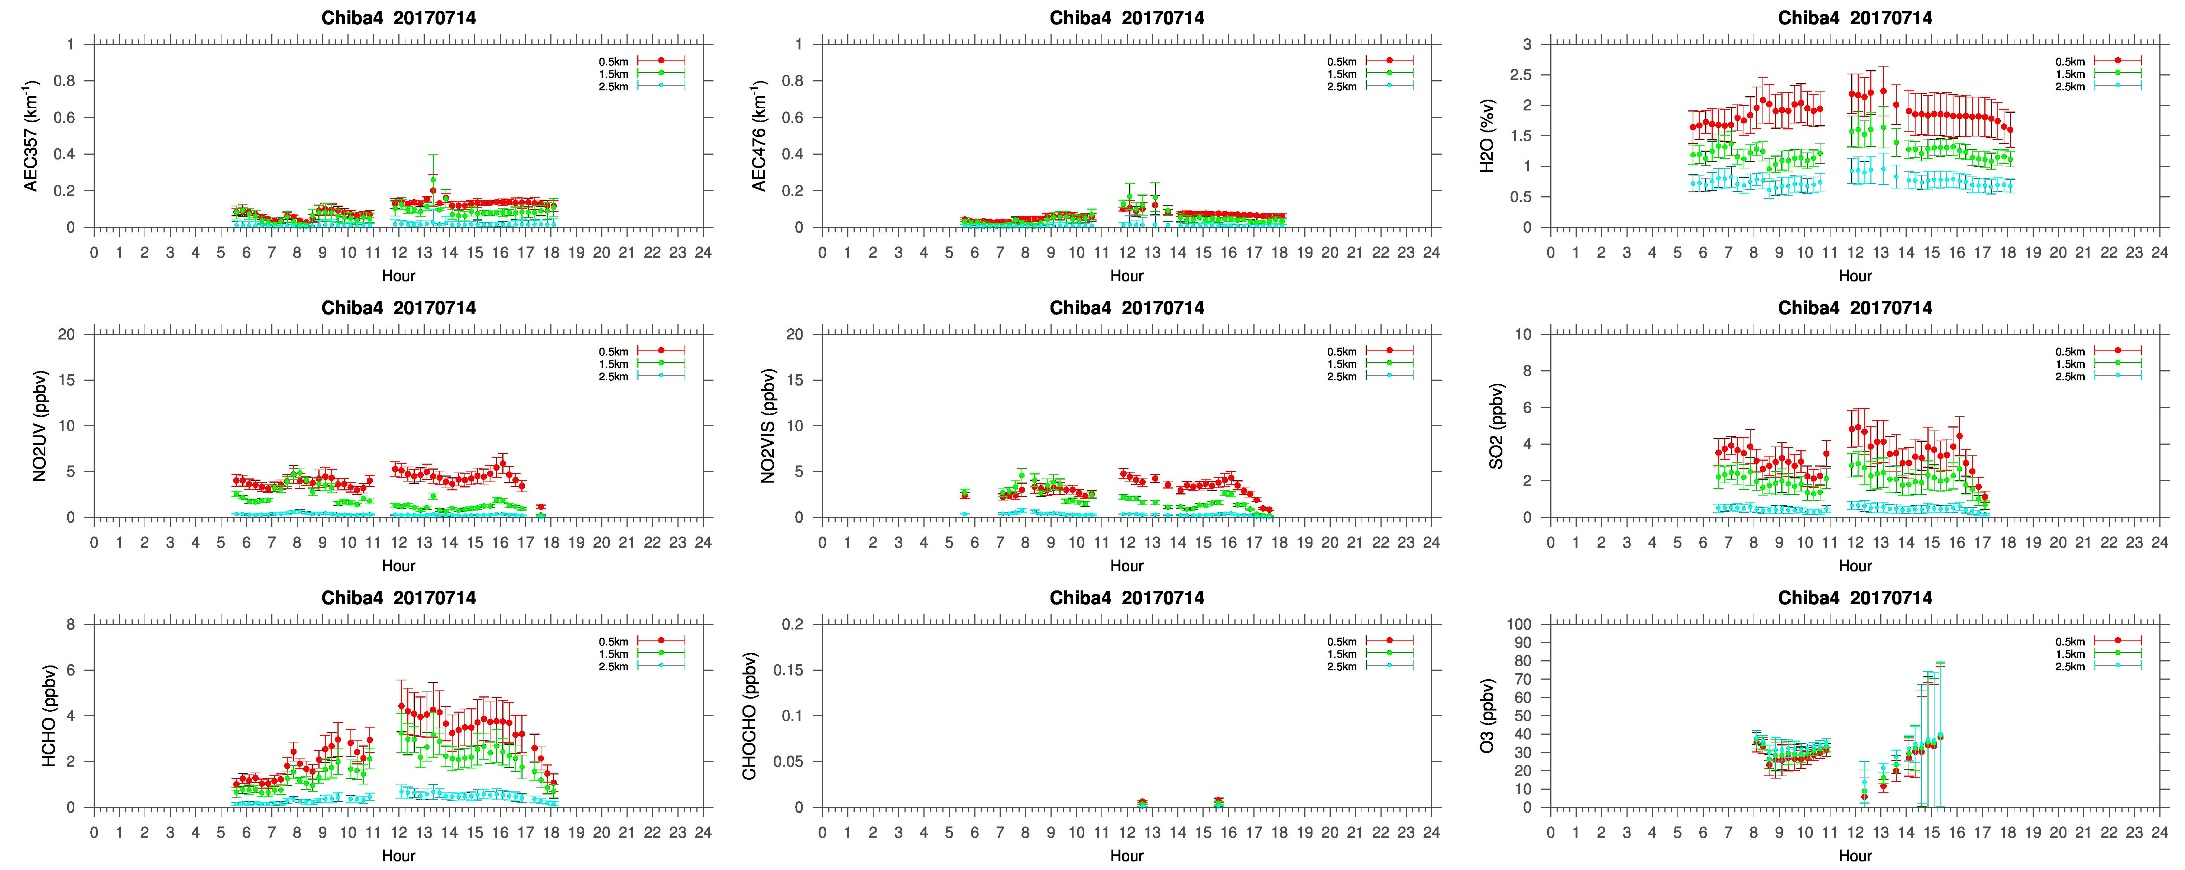 Chiba4 20170714
AEC357 (km-1)
1
0.8
0.6
0.4
0.2
0
0.5km
1.5km
2.5km
0 1 2 3 4 5 6 7 8 9 10 11 12 13 14 15 16 17 18 19 20 21 22 23 24
Hour
Chiba4 20170714
AEC476 (km-1)
1
0.8
0.6
0.4
0.2
0
0.5km
1.5km
2.5km
0 1 2 3 4 5 6 7 8 9 10 11 12 13 14 15 16 17 18 19 20 21 22 23 24
Hour
Chiba4 20170714
H2O (%v)
3
2.5
2
1.5
1
0.5
0
0.5km
1.5km
2.5km
0 1 2 3 4 5 6 7 8 9 10 11 12 13 14 15 16 17 18 19 20 21 22 23 24
Hour
Chiba4 20170714
NO2UV (ppbv)
20
15
10
5
0
0.5km
1.5km
2.5km
0 1 2 3 4 5 6 7 8 9 10 11 12 13 14 15 16 17 18 19 20 21 22 23 24
Hour
Chiba4 20170714
NO2VIS (ppbv)
20
15
10
5
0
0.5km
1.5km
2.5km
0 1 2 3 4 5 6 7 8 9 10 11 12 13 14 15 16 17 18 19 20 21 22 23 24
Hour
Chiba4 20170714
SO2 (ppbv)
10
8
6
4
2
0
0.5km
1.5km
2.5km
0 1 2 3 4 5 6 7 8 9 10 11 12 13 14 15 16 17 18 19 20 21 22 23 24
Hour
Chiba4 20170714
HCHO (ppbv)
8
6
4
2
0
0.5km
1.5km
2.5km
0 1 2 3 4 5 6 7 8 9 10 11 12 13 14 15 16 17 18 19 20 21 22 23 24
Hour
Chiba4 20170714
CHOCHO (ppbv)
0.2
0.15
0.1
0.05
0
0.5km
1.5km
2.5km
0 1 2 3 4 5 6 7 8 9 10 11 12 13 14 15 16 17 18 19 20 21 22 23 24
Hour
Chiba4 20170714
O3 (ppbv)
100
90
80
70
60
50
40
30
20
10
0
0.5km
1.5km
2.5km
0 1 2 3 4 5 6 7 8 9 10 11 12 13 14 15 16 17 18 19 20 21 22 23 24
Hour